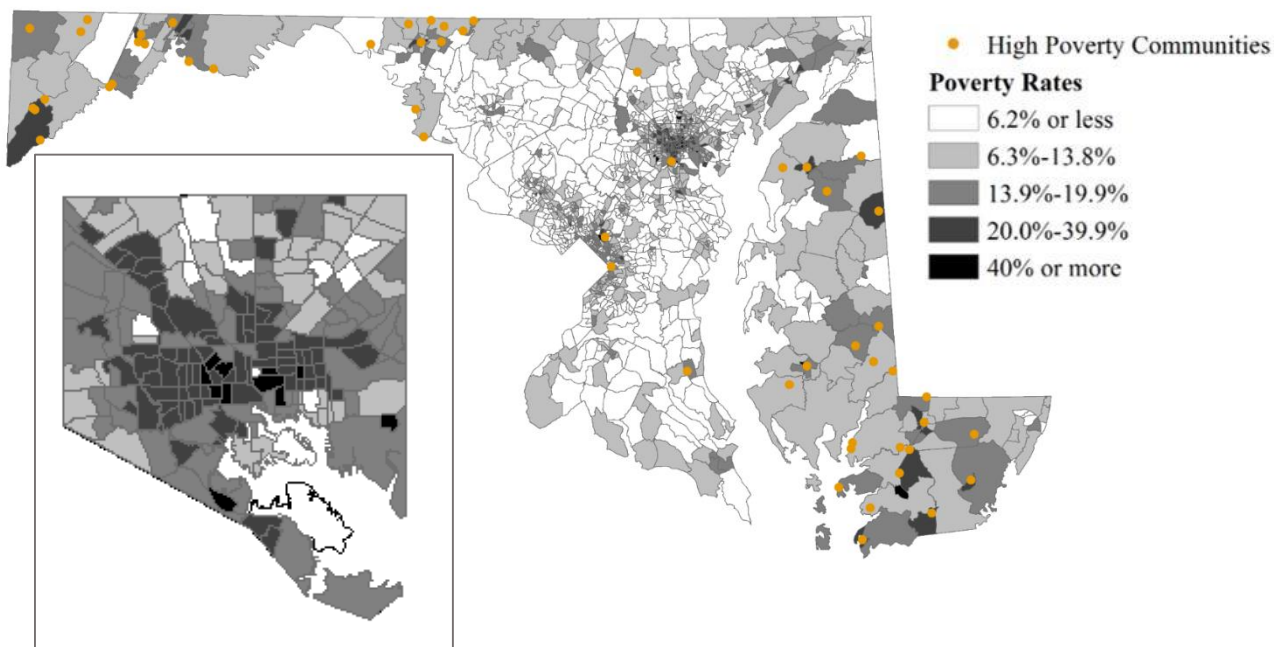 High Poverty Communities
Poverty Rates
6.2% or less
6.3%-13.8%
13.9%-19.9%
20.0%-39.9%
40% or more